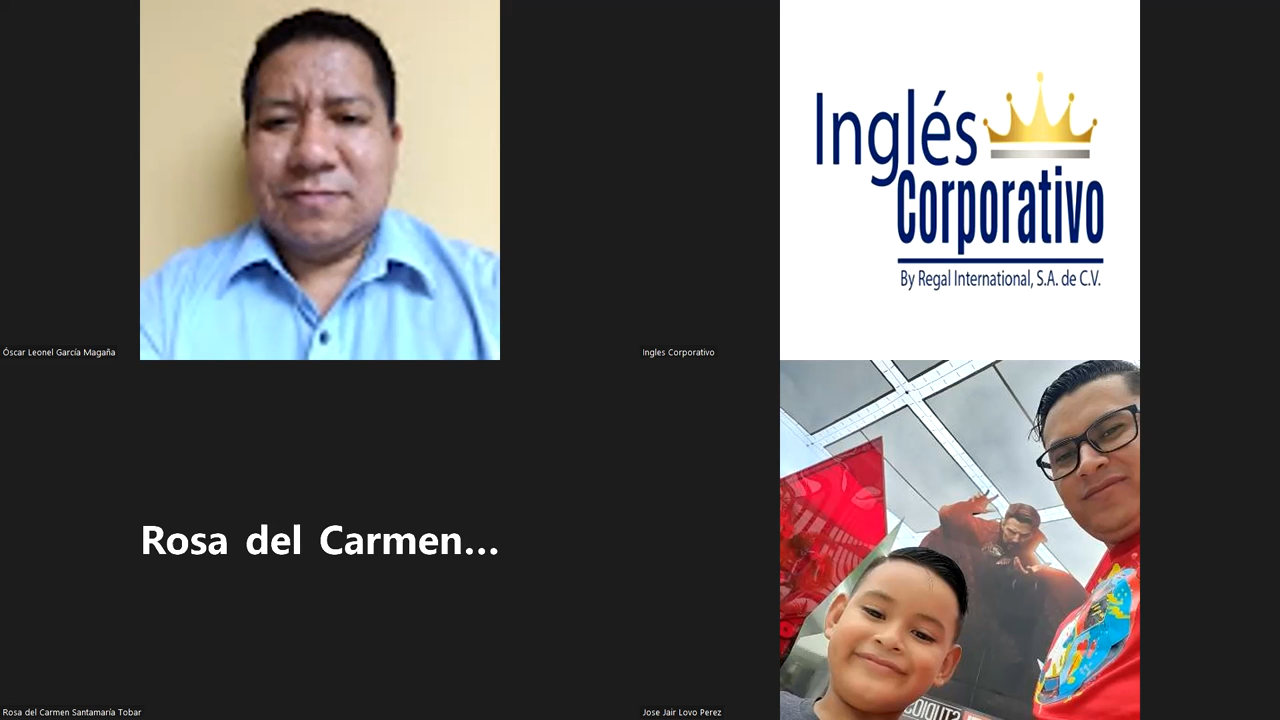 Inglés
Corporativo
By Regal International, S.A. de C.V.
Óscar Leonel García Magaña
Ingles Corporativo
Rosa del Carmen...
Rosa del Carmen Santamaría Tobar
Jose Jair Lovo Perez